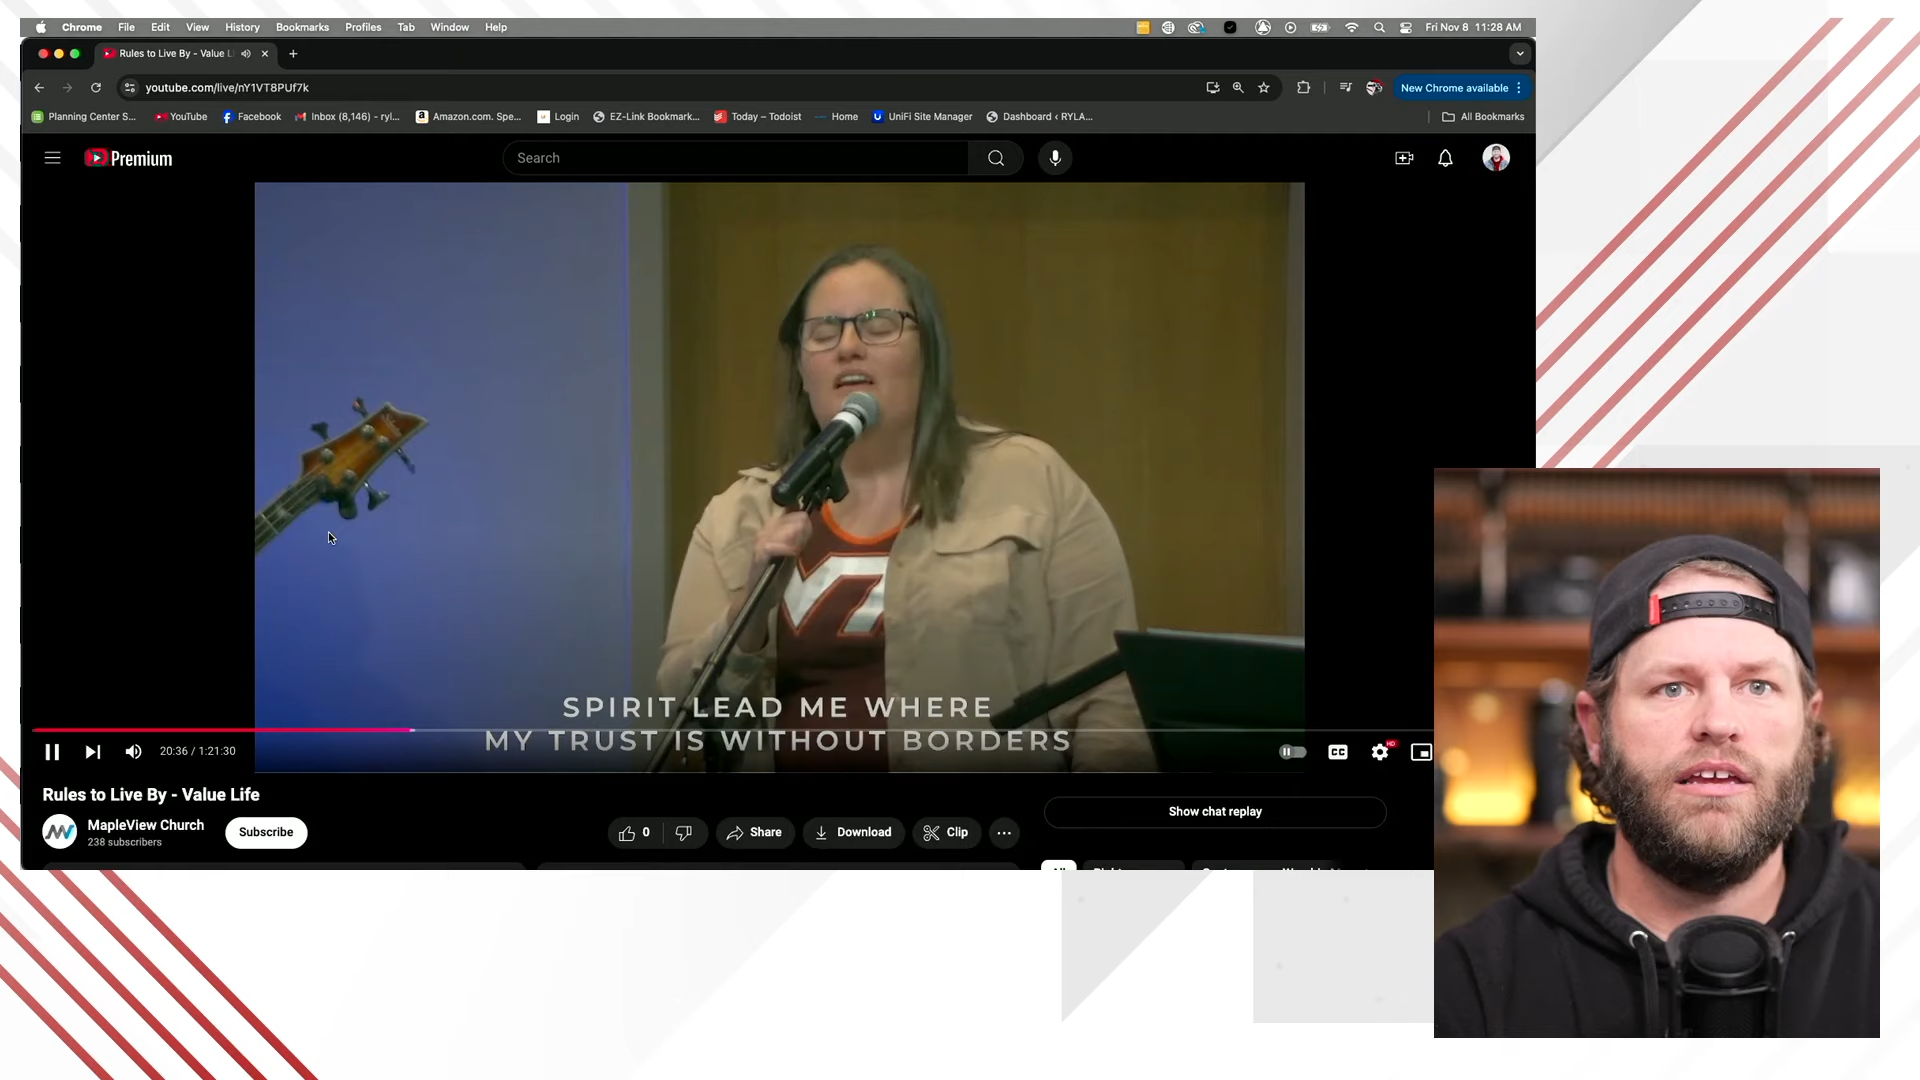 Chrome File Edit View History Bookmarks Profiles Tab Window Help Fri Nov 8 11:28 AM
Rules to Live By - Value L
youtube.com/live/nY1VT8PUf7k New Chrome available
Planning Center S... YouTube Facebook Inbox (8,146) - ryl... Amazon.com. Spe... Login EZ-Link Bookmark... Today – Todoist Home UniFi Site Manager Dashboard ‹ RYLA... All Bookmarks
Premium Search
VT
SPIRIT LEAD ME WHERE
MY TRUST IS WITHOUT BORDERS
20:36 / 1:21:30 CC HD
Rules to Live By - Value Life
Show chat replay
MapleView Church
238 subscribers
Subscribe 0 Share Download Clip